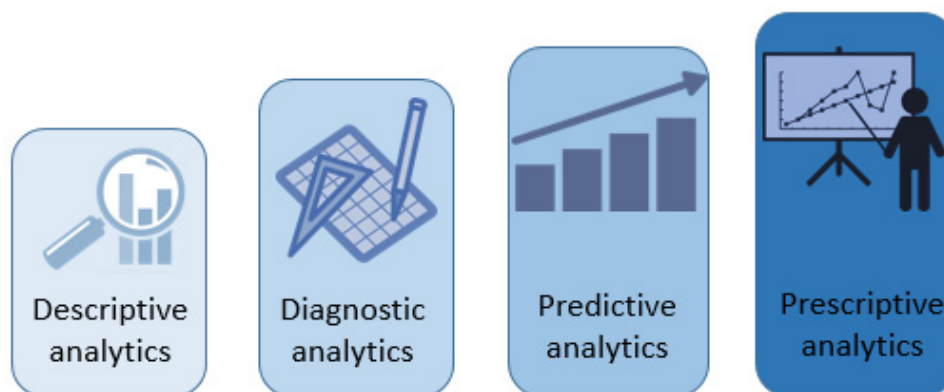 Descriptive
analytics
Diagnostic
analytics
Predictive
analytics
Prescriptive
analytics